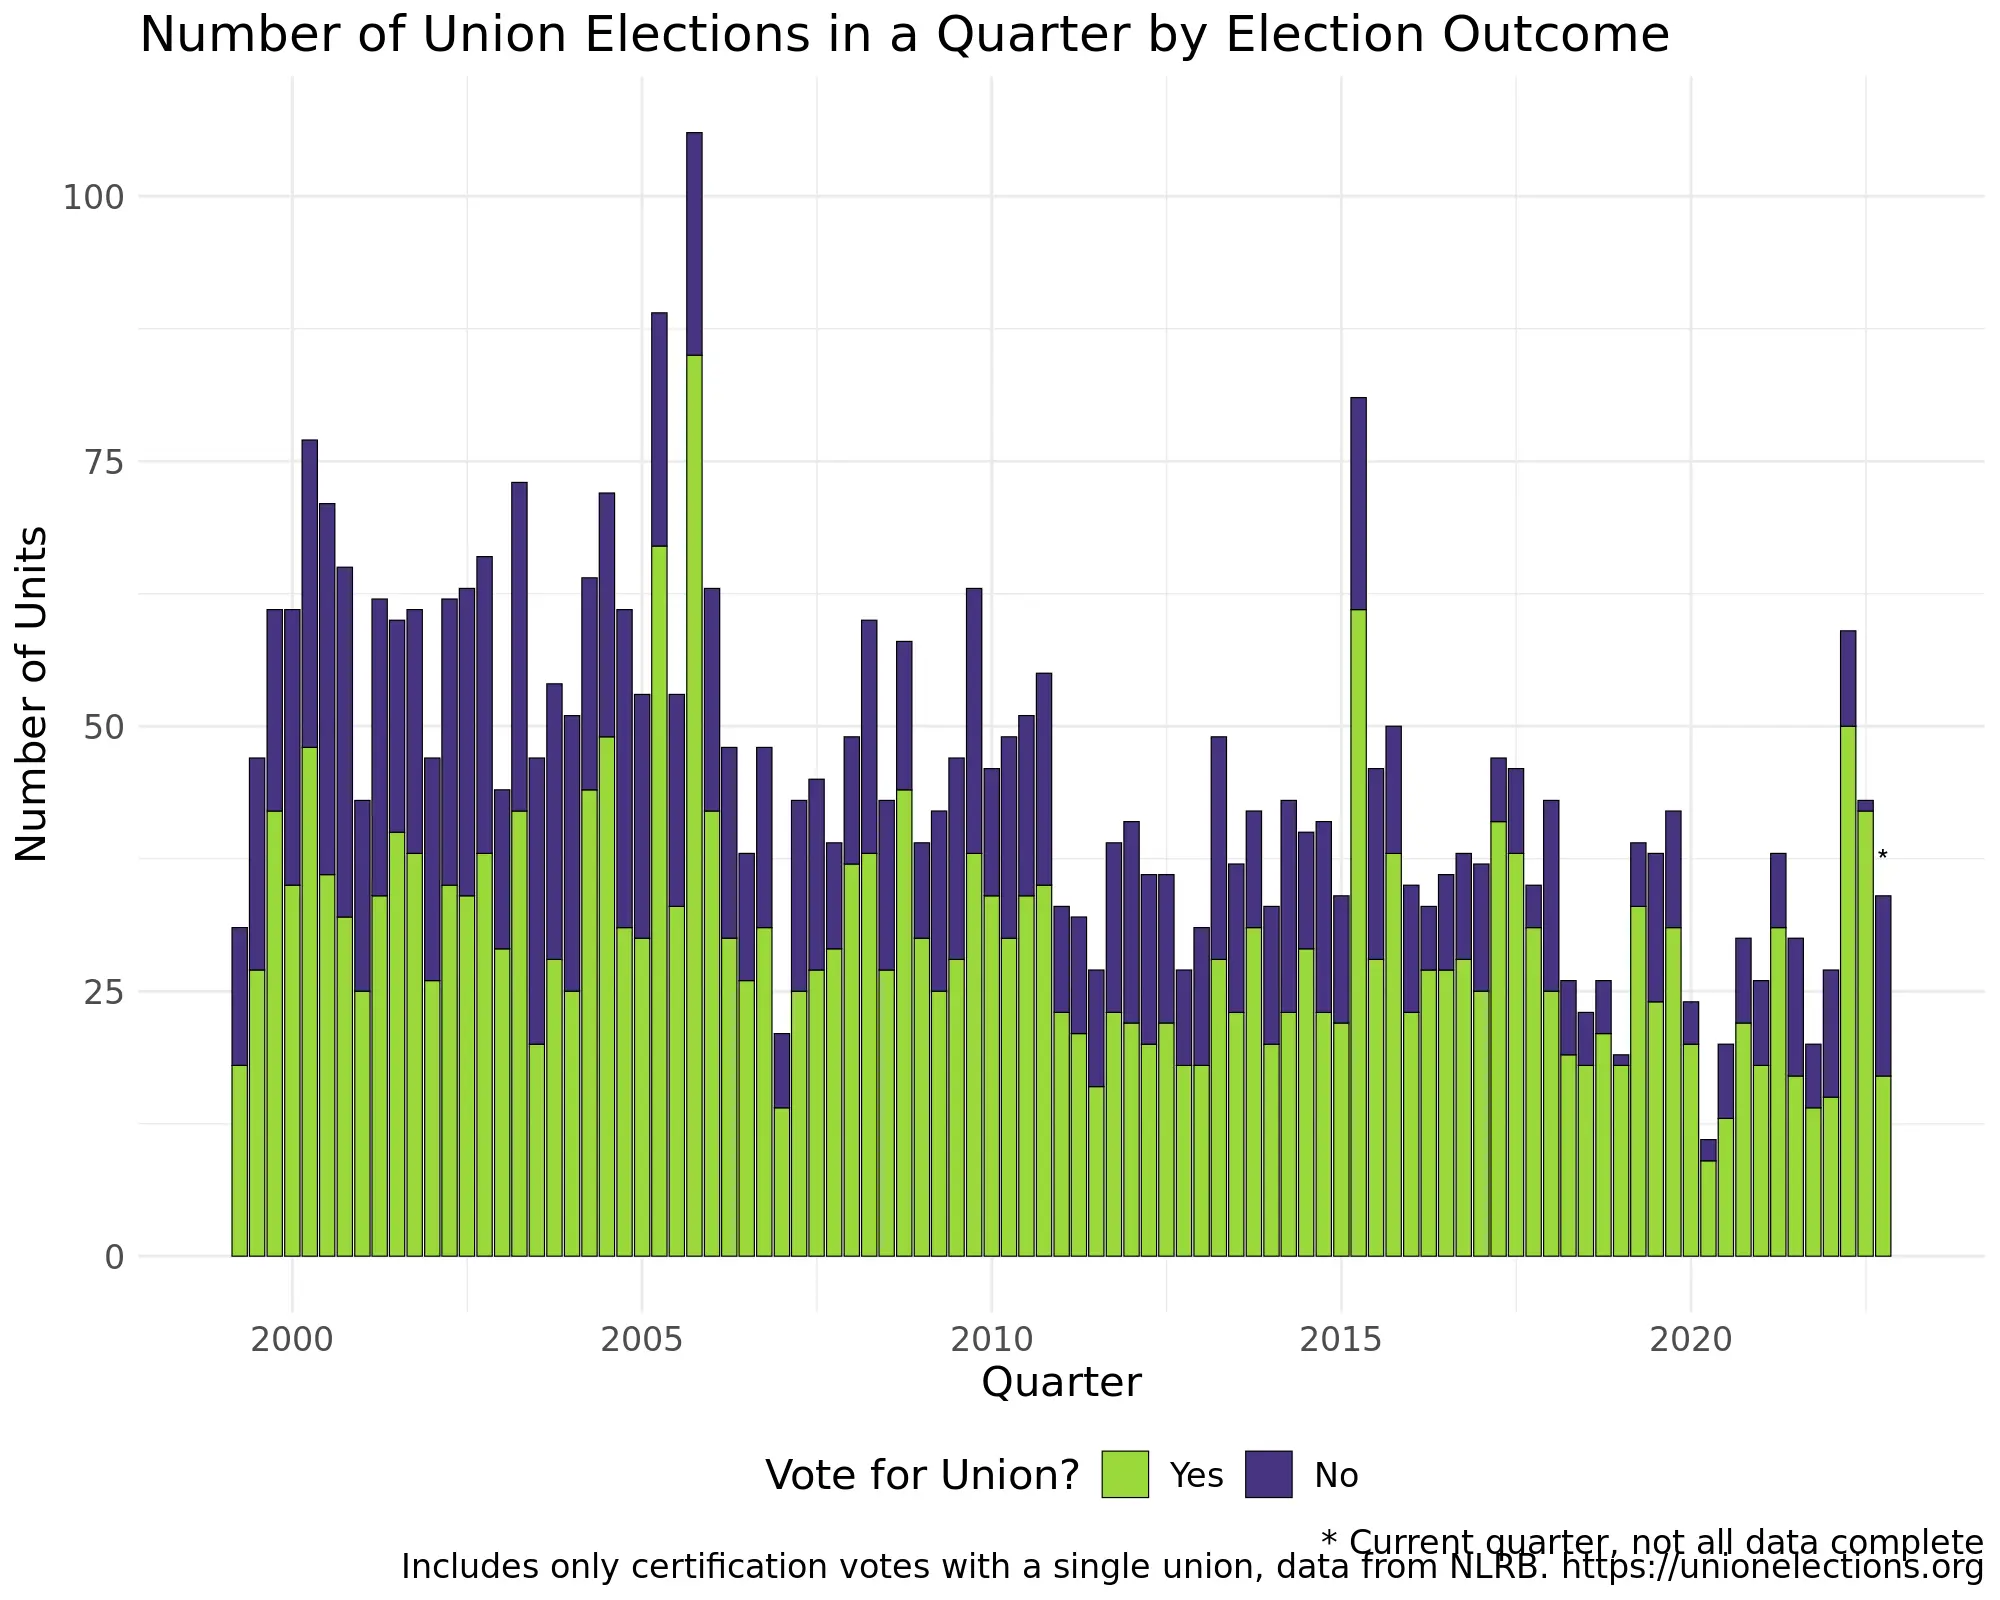 Number of Union Elections in a Quarter by Election Outcome
Number of Units
100
75
50
25
0
*
2000 2005 2010 2015 2020
Quarter
Vote for Union? Yes No
* Current quarter, not all data complete
Includes only certification votes with a single union, data from NLRB. https://unionelections.org